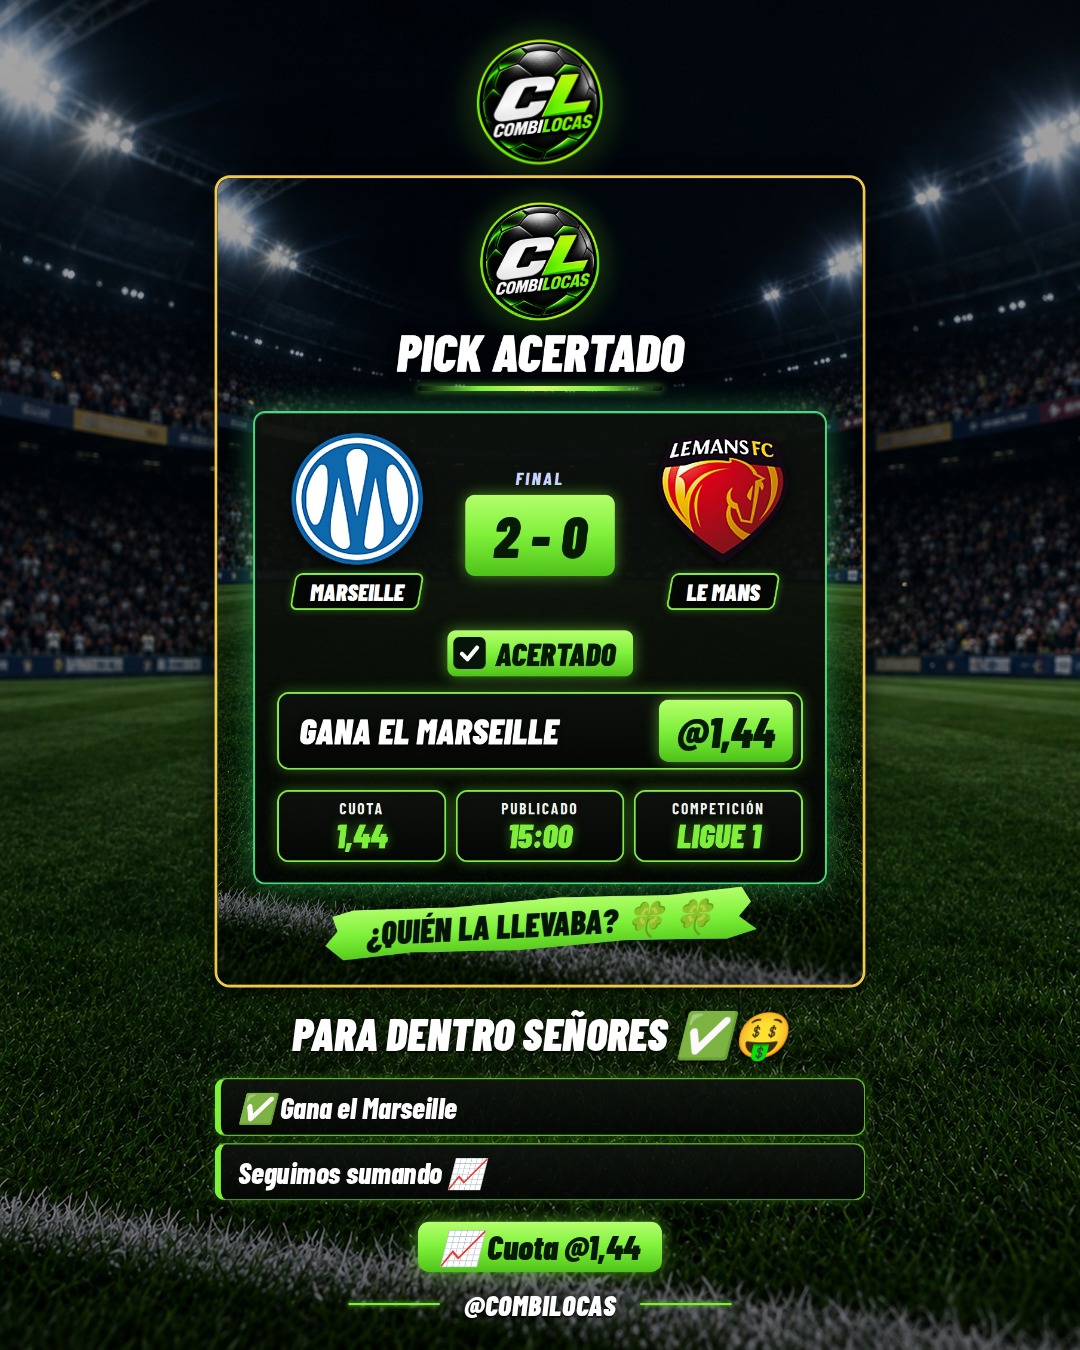 CL
COMBILOCAS
CL
COMBILOCAS
PICK ACERTADO
LEMANS FC
FINAL
2 - 0
MARSEILLE
LE MANS
✅ ACERTADO
GANA EL MARSEILLE
@1,44
CUOTA
1,44
PUBLICADO
15:00
COMPETICIÓN
LIGUE 1
¿QUIÉN LA LLEVABA? 🍀 🍀
PARA DENTRO SEÑORES ✅🤑
✅ Gana el Marseille
Seguimos sumando 📈
📈 Cuota @1,44
@COMBILOCAS